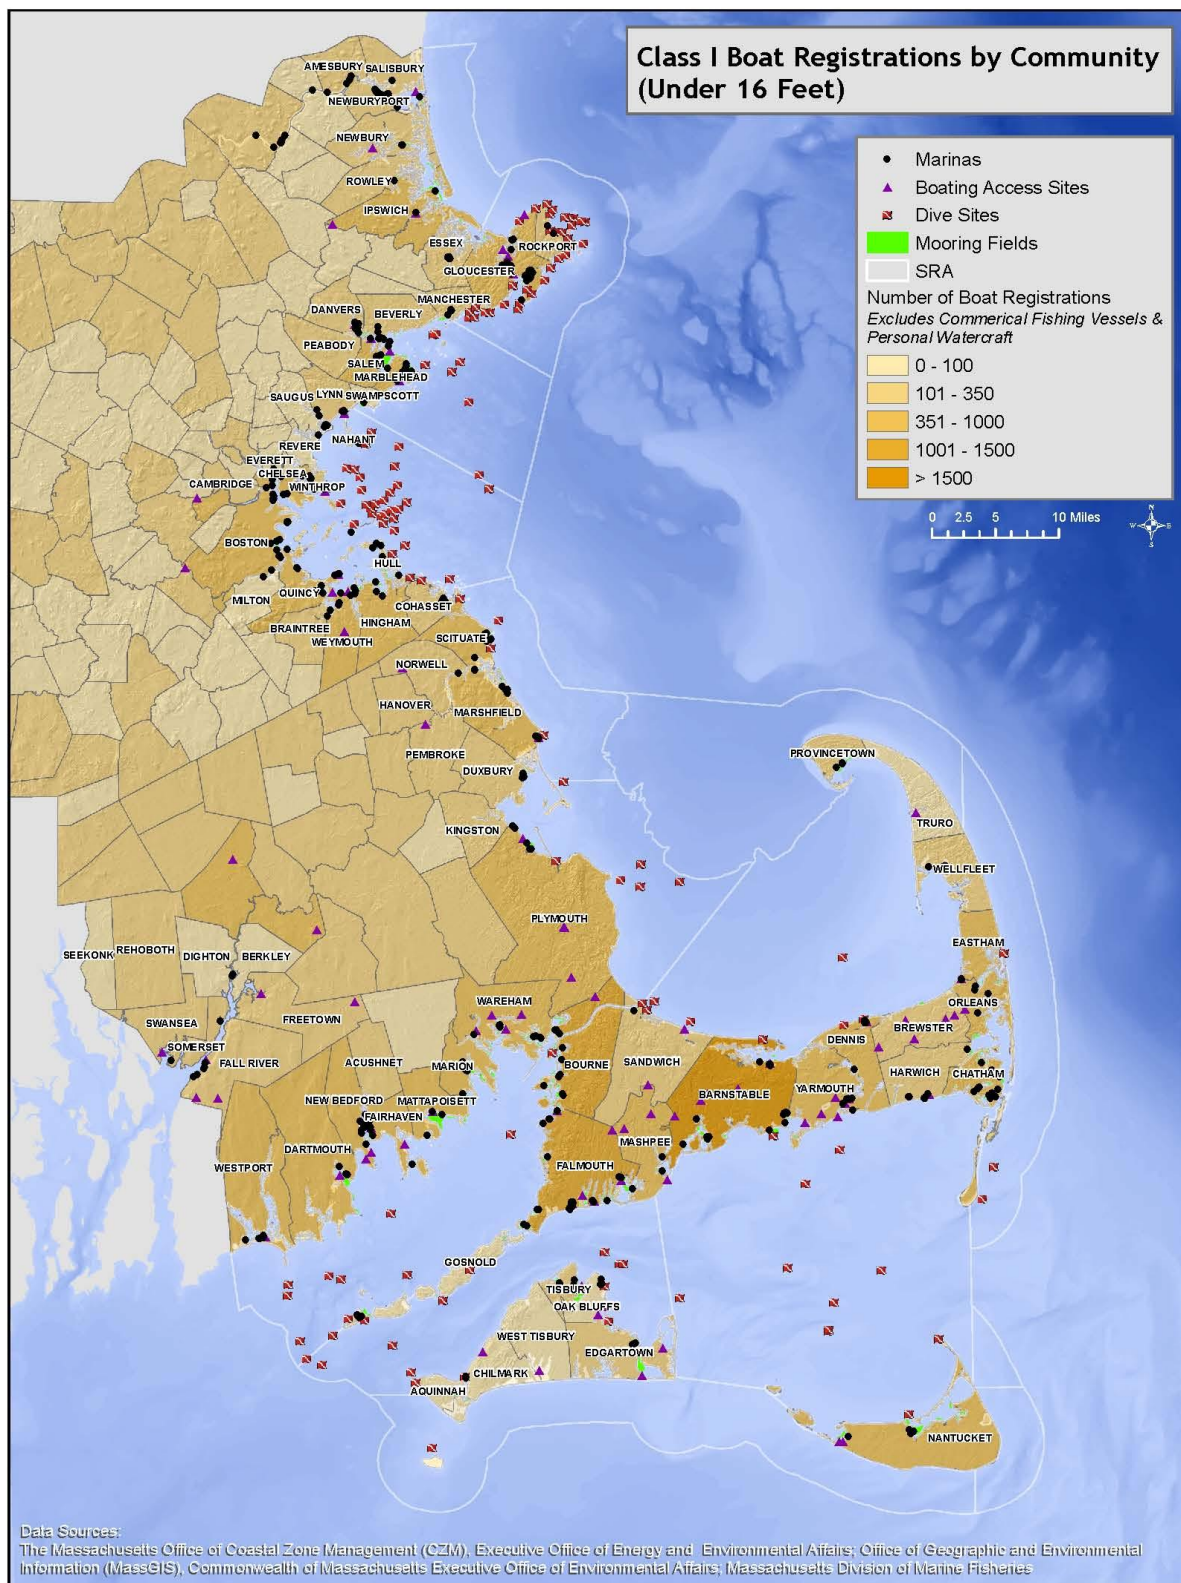 Class I Boat Registrations by Community
(Under 16 Feet)
Marinas
Boating Access Sites
Dive Sites
Mooring Fields
SRA
Number of Boat Registrations
Excludes Commerical Fishing Vessels &
Personal Watercraft
0 - 100
101 - 350
351 - 1000
1001 - 1500
> 1500
0 2.5 5 10 Miles
N
W E
S
AMESBURY SALISBURY
NEWBURYPORT
NEWBURY
ROWLEY
IPSWICH
ESSEX ROCKPORT
GLOUCESTER
MANCHESTER
DANVERS BEVERLY
PEABODY
SALEM
MARBLEHEAD
SAUGUS LYNN SWAMPSCOTT
NAHANT
REVERE
EVERETT
CHELSEA
CAMBRIDGE WINTHROP
BOSTON
HULL
MILTON QUINCY
COHASSET
BRAINTREE HINGHAM
WEYMOUTH
SCITUATE
NORWELL
HANOVER
MARSHFIELD
PEMBROKE
DUXBURY
PROVINCETOWN
TRURO
KINGSTON
WELLFLEET
PLYMOUTH
EASTHAM
SEEKONK REHOBOTH DIGHTON BERKLEY
WAREHAM
ORLEANS
SWANSEA FREETOWN
BREWSTER
SOMERSET
DENNIS
FALL RIVER ACUSHNET MARION BOURNE SANDWICH
HARWICH CHATHAM
YARMOUTH
BARNSTABLE
NEW BEDFORD MATTAPOISETT
FAIRHAVEN
DARTMOUTH
MASHPEE
WESTPORT FALMOUTH
GOSNOLD
TISBURY
OAK BLUFFS
WEST TISBURY
EDGARTOWN
CHILMARK
AQUINNAH
NANTUCKET
Data Sources:
The Massachusetts Office of Coastal Zone Management (CZM), Executive Office of Energy and Environmental Affairs; Office of Geographic and Environmental
Information (MassGIS), Commonwealth of Massachusetts Executive Office of Environmental Affairs; Massachusetts Division of Marine Fisheries